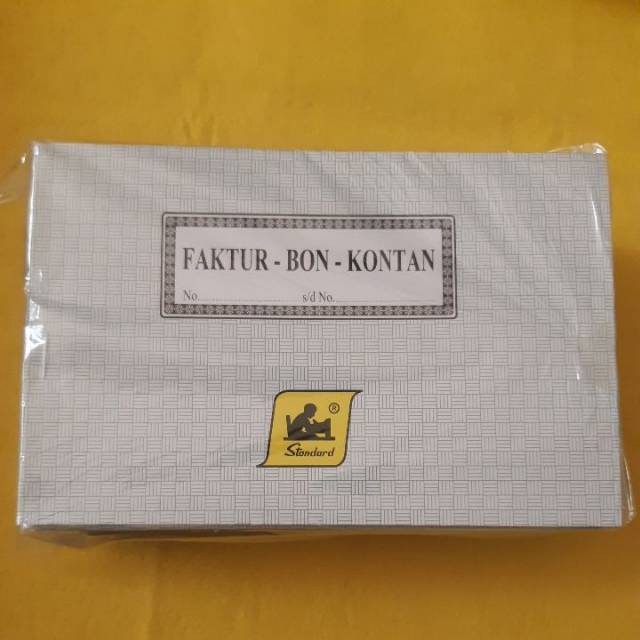 FAKTUR - BON - KONTAN
No. s/d No.
®
Standard